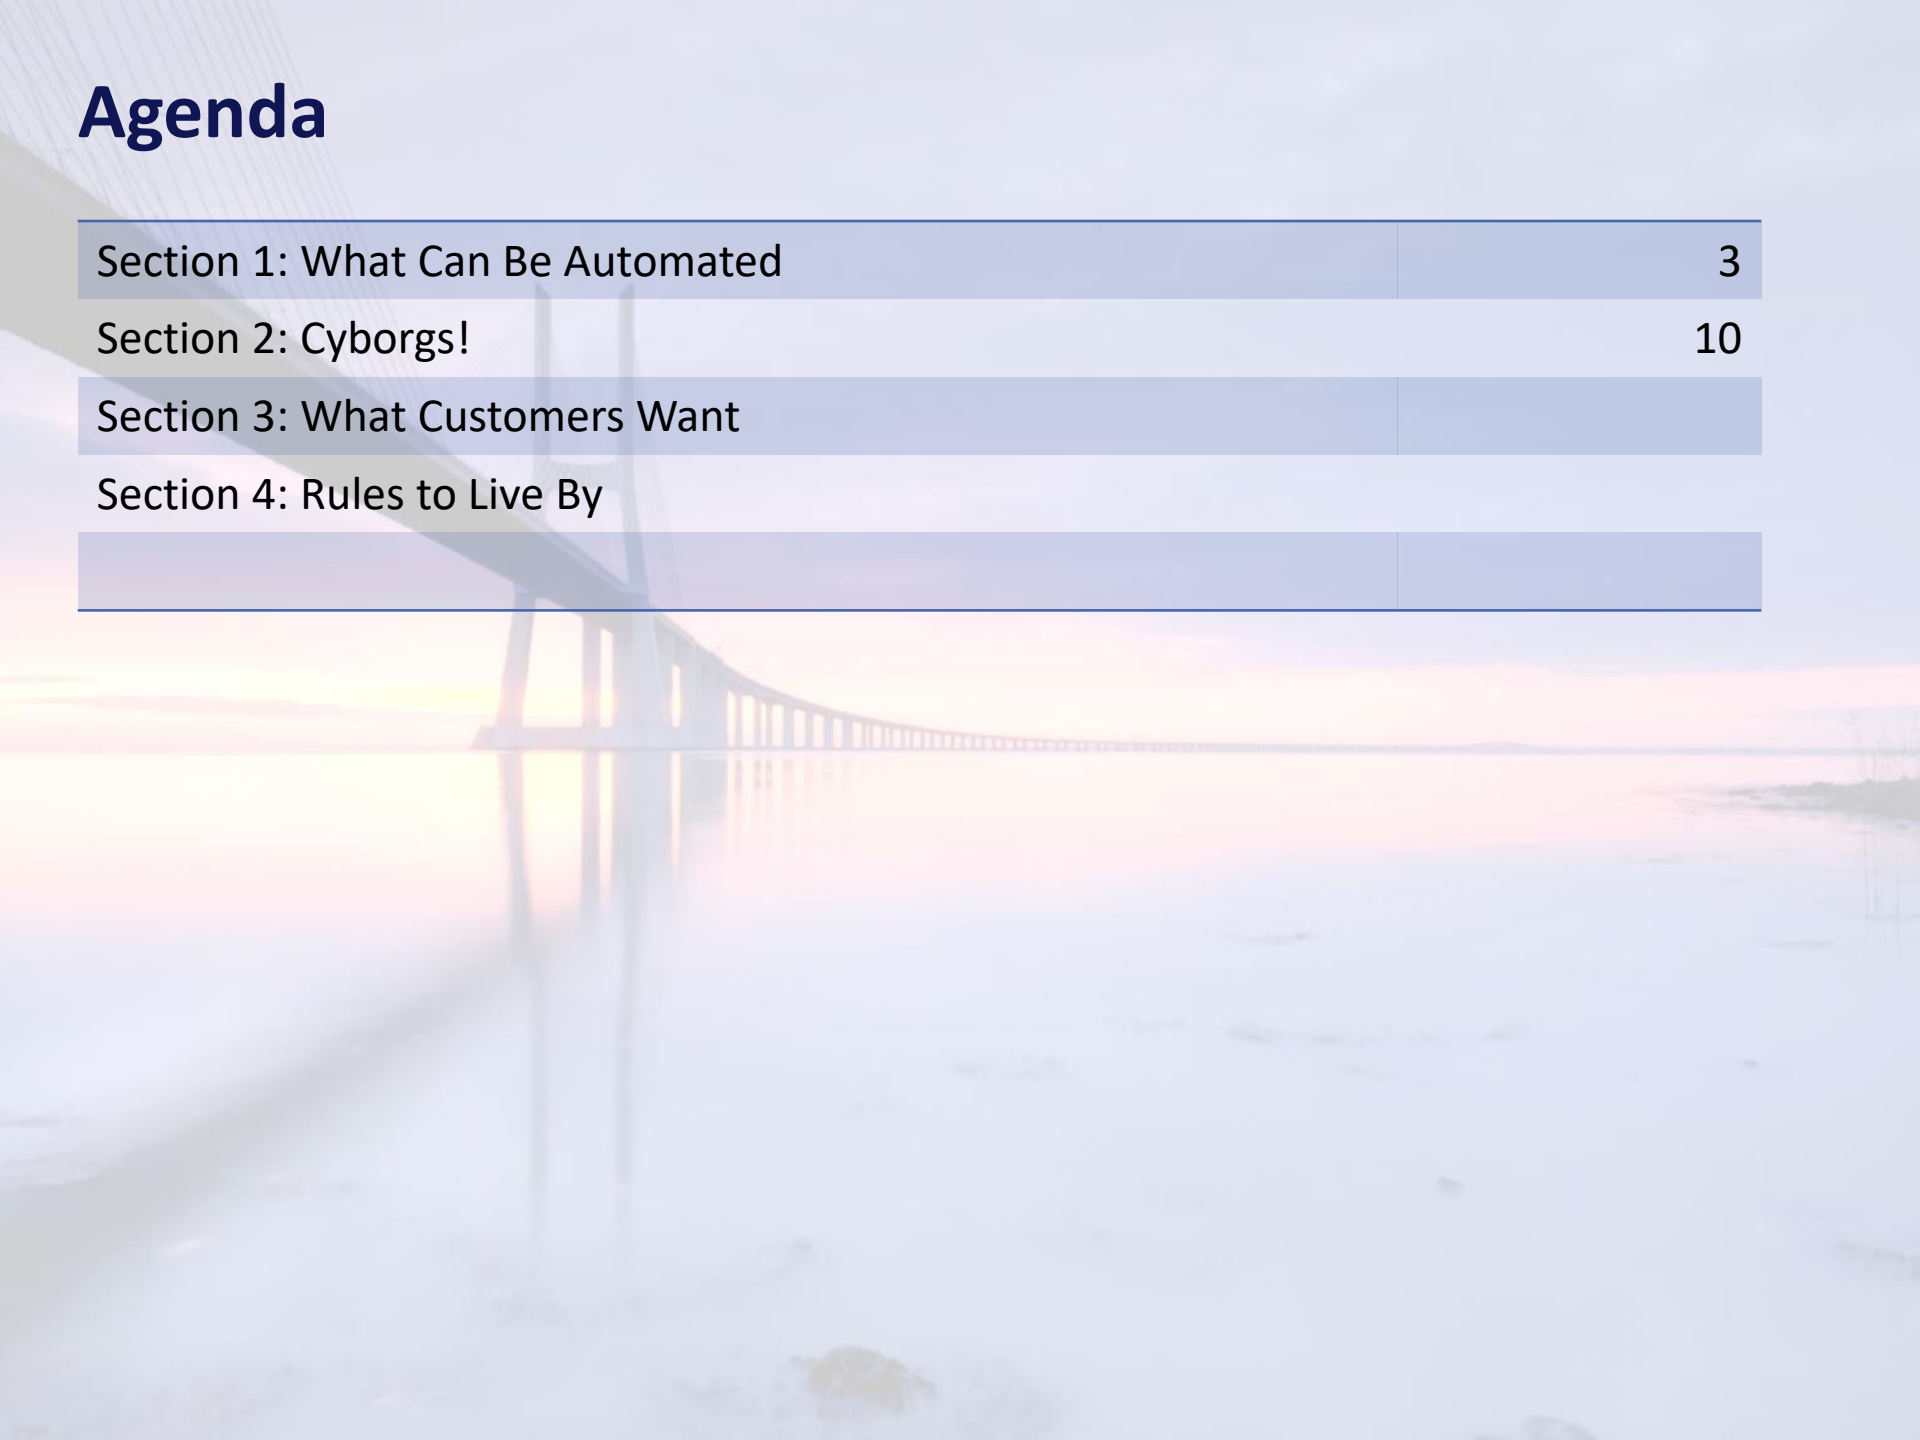 Agenda
Section 1: What Can Be Automated 3
Section 2: Cyborgs! 10
Section 3: What Customers Want
Section 4: Rules to Live By